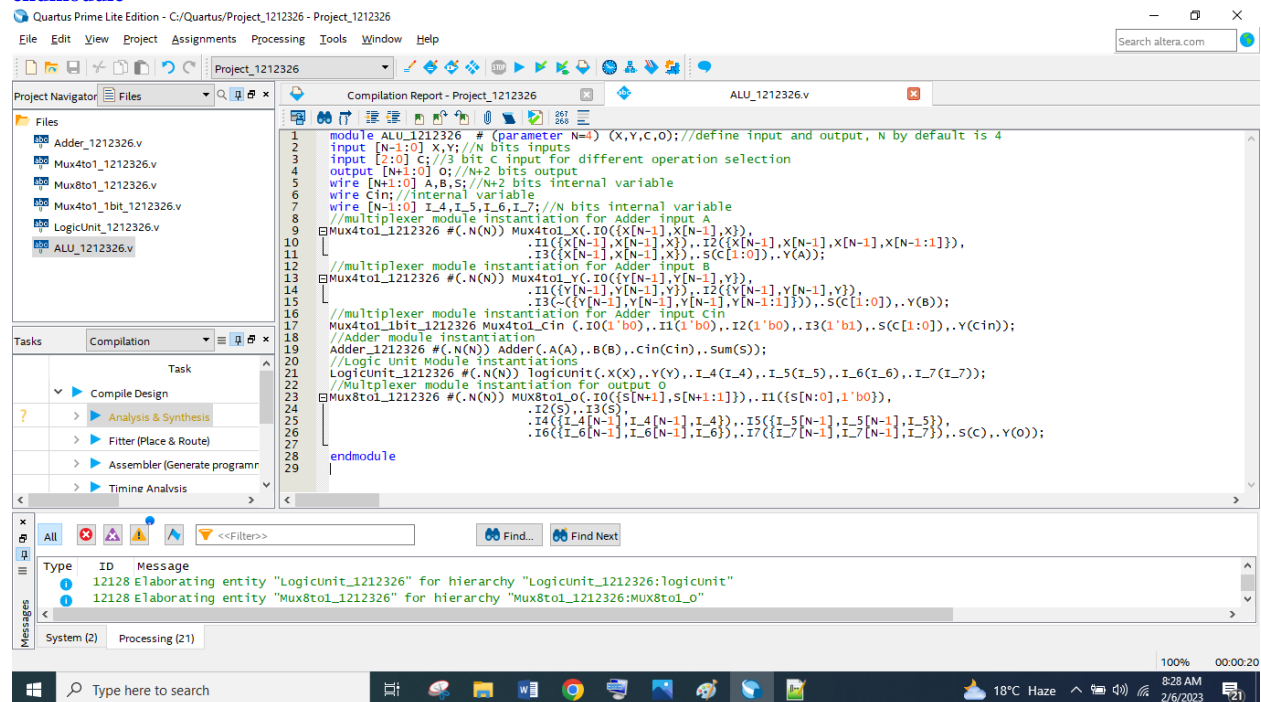 Quartus Prime Lite Edition - C:/Quartus/Project_1212326 - Project_1212326
File Edit View Project Assignments Processing Tools Window Help
Search altera.com
Project_1212326
Project Navigator Files
Compilation Report - Project_1212326
ALU_1212326.v
Files
Adder_1212326.v
Mux4to1_1212326.v
Mux8to1_1212326.v
Mux4to1_1bit_1212326.v
LogicUnit_1212326.v
ALU_1212326.v
1 module ALU_1212326 # (parameter N=4) (X,Y,C,O);//define input and output, N by default is 4
2 input [N-1:0] X,Y;//N bits inputs
3 input [2:0] C;//3 bit C input for different operation selection
4 output [N+1:0] O;//N+2 bits output
5 wire [N+1:0] A,B,S;//N+2 bits internal variable
6 wire Cin;//internal variable
7 wire [N-1:0] I_4,I_5,I_6,I_7;//N bits internal variable
8 //multiplexer module instantiation for Adder input A
9 Mux4to1_1212326 #(.N(N)) Mux4to1_X(.I0({X[N-1],X[N-1],X}),
10 .I1({X[N-1],X[N-1],X}),.I2({X[N-1],X[N-1],X[N-1],X[N-1:1]}),
11 .I3({X[N-1],X[N-1],X}),.S(C[1:0]),.Y(A));
12 //multiplexer module instantiation for Adder input B
13 Mux4to1_1212326 #(.N(N)) Mux4to1_Y(.I0({Y[N-1],Y[N-1],Y}),
14 .I1({Y[N-1],Y[N-1],Y}),.I2({Y[N-1],Y[N-1],Y}),
15 .I3(~({Y[N-1],Y[N-1],Y[N-1],Y[N-1:1]})),.S(C[1:0]),.Y(B));
16 //multiplexer module instantiation for Adder input Cin
17 Mux4to1_1bit_1212326 Mux4to1_Cin (.I0(1'b0),.I1(1'b0),.I2(1'b0),.I3(1'b1),.S(C[1:0]),.Y(Cin));
18 //Adder module instantiation
19 Adder_1212326 #(.N(N)) Adder(.A(A),.B(B),.Cin(Cin),.Sum(S));
20 //Logic Unit Module instantiations
21 LogicUnit_1212326 #(.N(N)) logicUnit(.X(X),.Y(Y),.I_4(I_4),.I_5(I_5),.I_6(I_6),.I_7(I_7));
22 //Multplexer module instantiation for output O
23 Mux8to1_1212326 #(.N(N)) MUX8to1_O(.I0({S[N+1],S[N+1:1]}),.I1({S[N:0],1'b0}),
24 .I2(S),.I3(S),
25 .I4({I_4[N-1],I_4[N-1],I_4}),.I5({I_5[N-1],I_5[N-1],I_5}),
26 .I6({I_6[N-1],I_6[N-1],I_6}),.I7({I_7[N-1],I_7[N-1],I_7}),.S(C),.Y(O));
27
28 endmodule
29
Tasks Compilation
Task
Compile Design
? Analysis & Synthesis
Fitter (Place & Route)
Assembler (Generate programm
Timing Analysis
All <<Filter>> Find... Find Next
Type ID Message
12128 Elaborating entity "LogicUnit_1212326" for hierarchy "LogicUnit_1212326:logicUnit"
12128 Elaborating entity "Mux8to1_1212326" for hierarchy "Mux8to1_1212326:MUX8to1_O"
Messages
System (2) Processing (21)
100% 00:00:20
Type here to search
18°C Haze
8:28 AM
2/6/2023